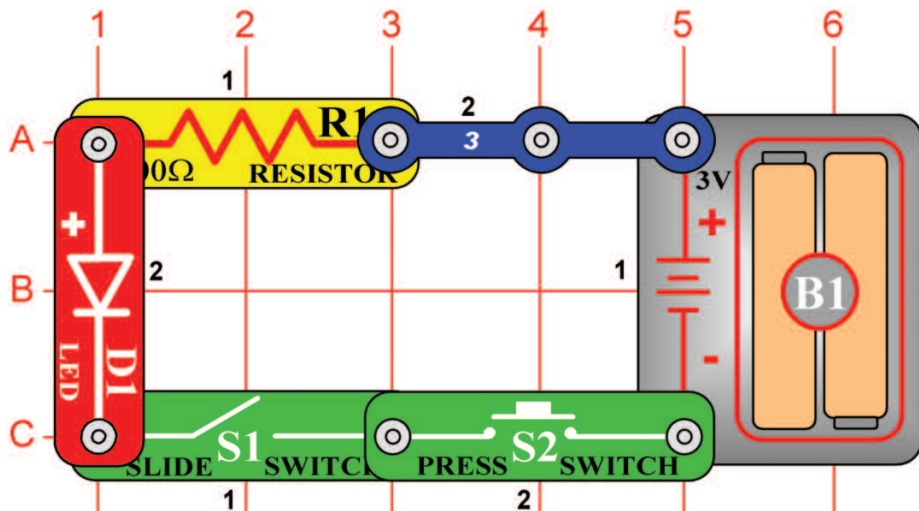 1 2 3 4 5 6
1
2
A
R1
3
00Ω
RESISTOR
3V
+
+
B
2
1
B1
D1
LED
-
C
S1
S2
SLIDE
SWITCH
PRESS
SWITCH
1
2